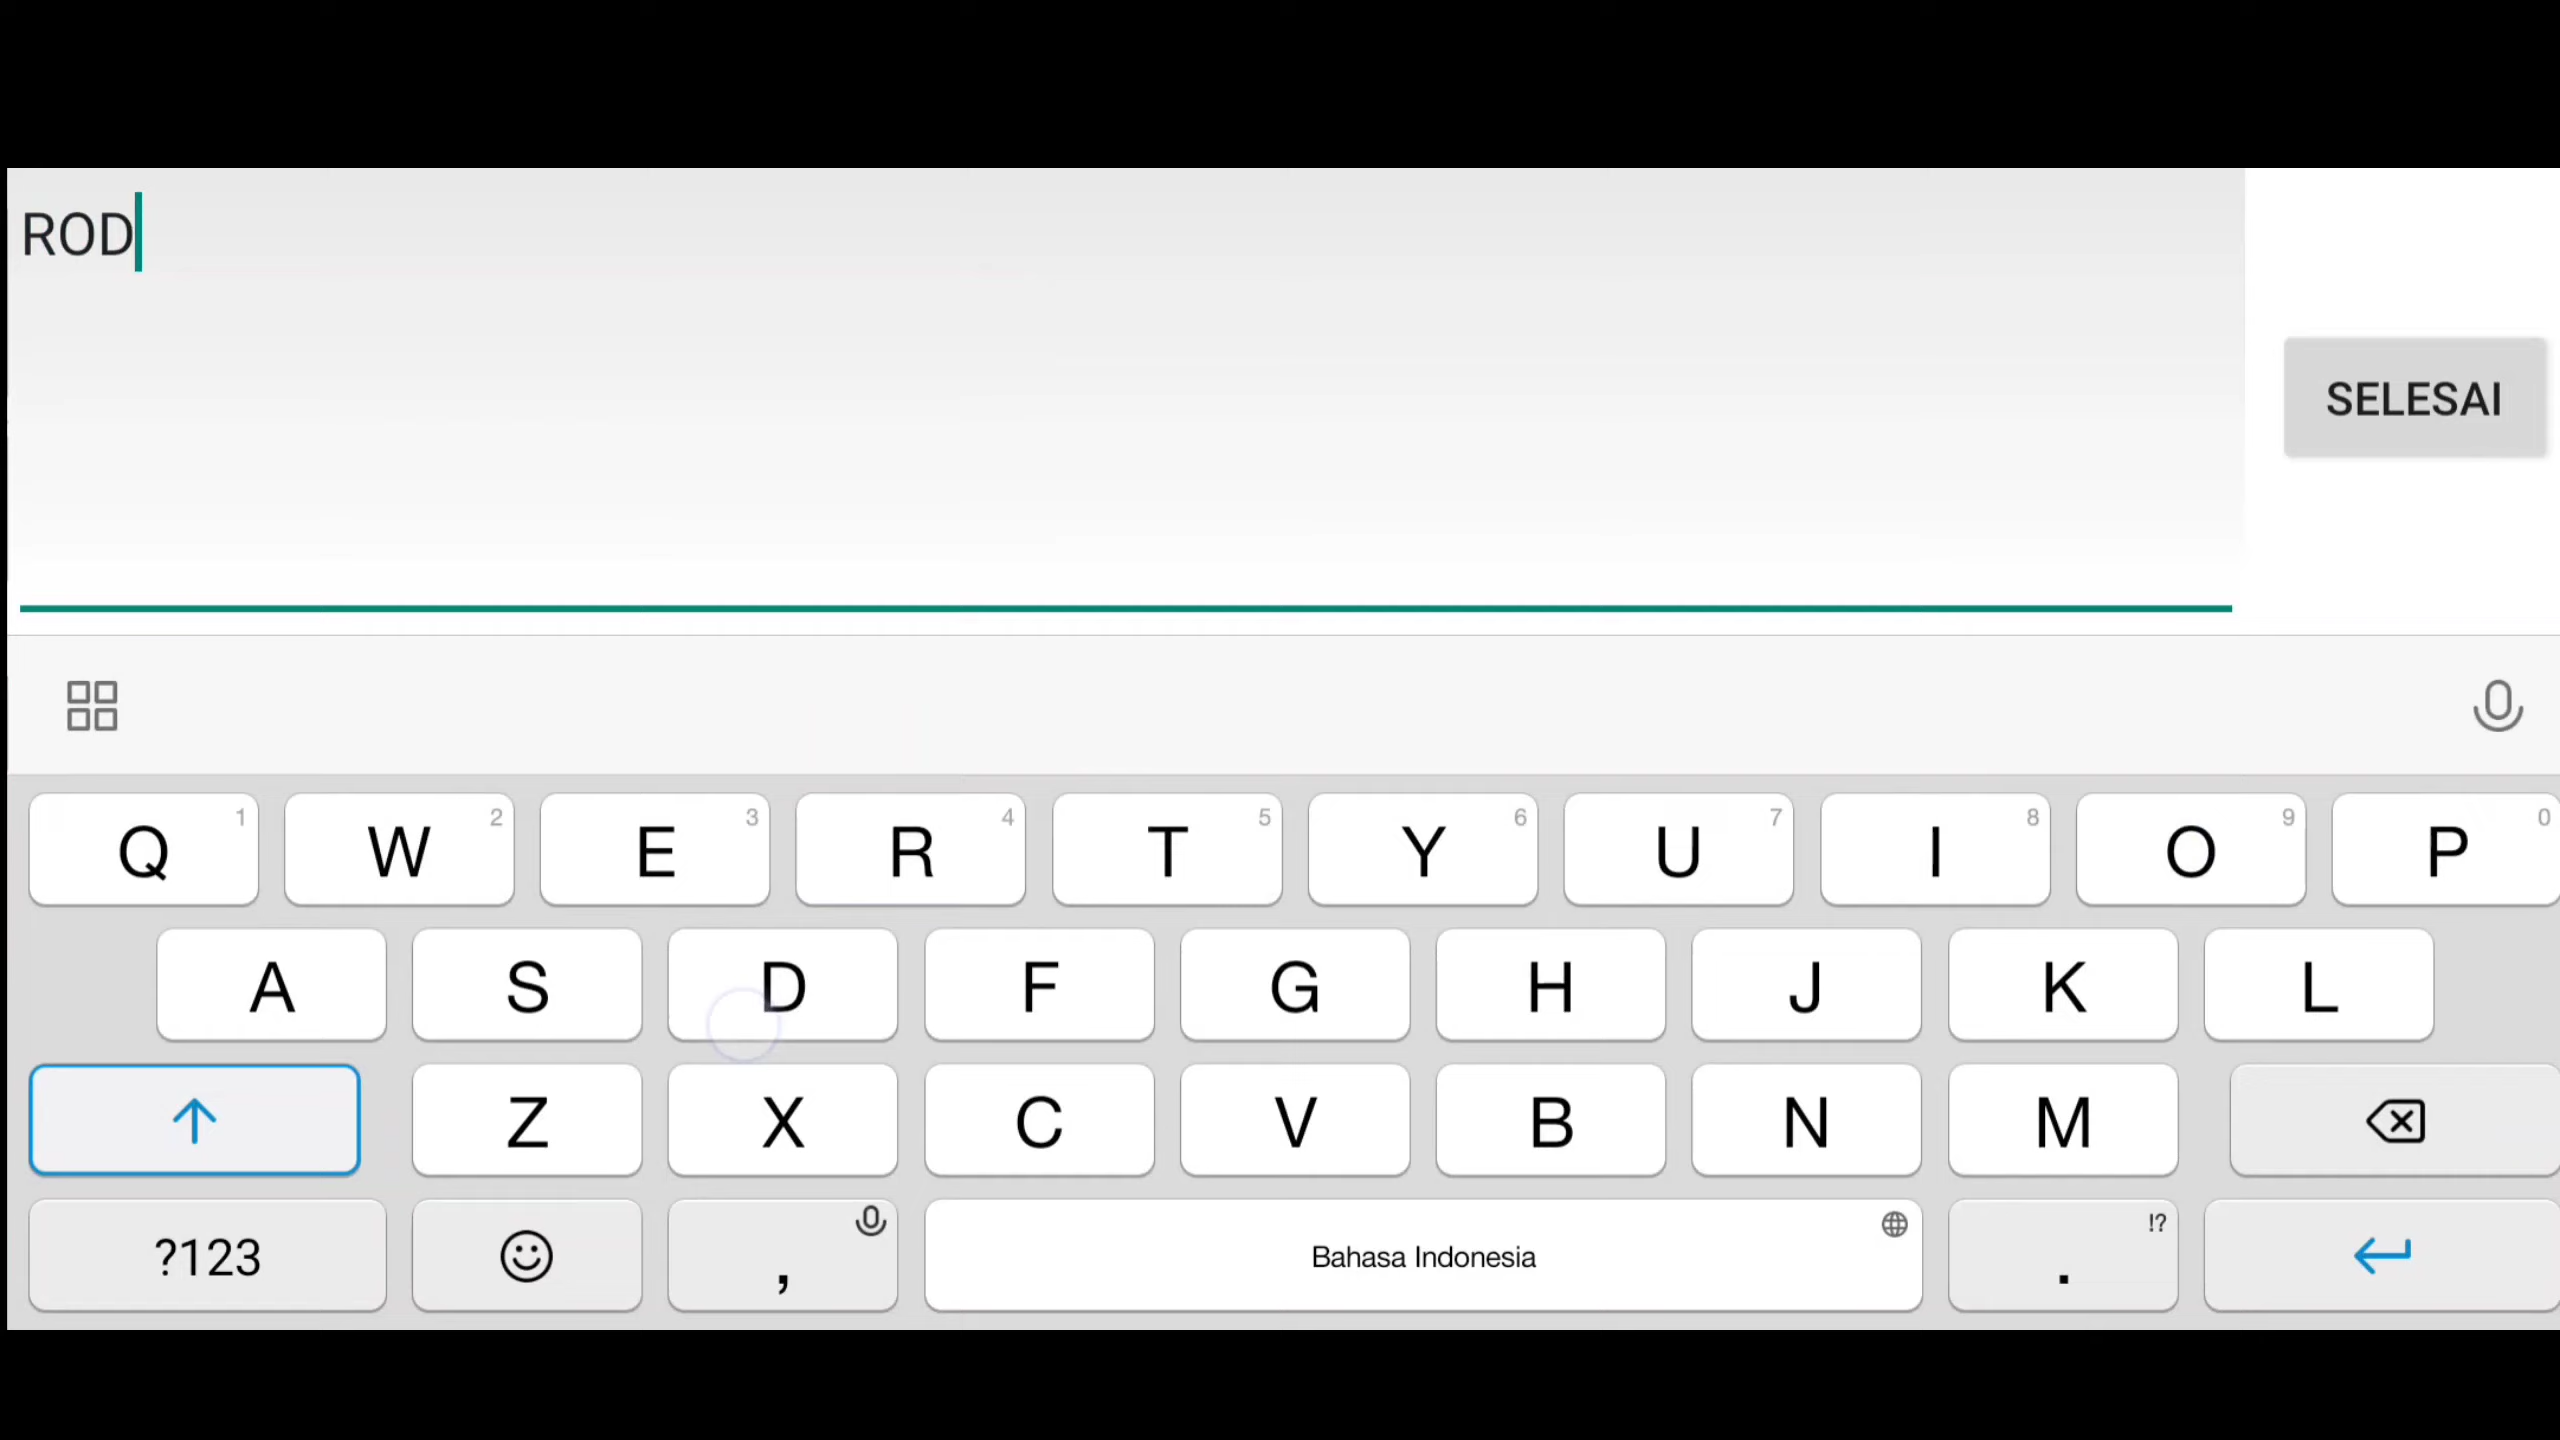 ROD
SELESAI
Q 1 W 2 E 3 R 4 T 5 Y 6 U 7 I 8 O 9 P 0
A S D F G H J K L
Z X C V B N M
?123 , Bahasa Indonesia . !?